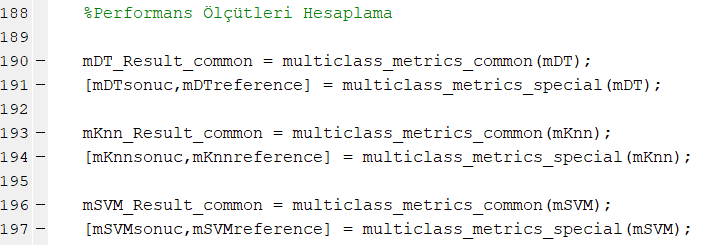 188 %Performans Ölçütleri Hesaplama
189
190 – mDT_Result_common = multiclass_metrics_common(mDT);
191 – [mDTsonuc,mDTreference] = multiclass_metrics_special(mDT);
192
193 – mKnn_Result_common = multiclass_metrics_common(mKnn);
194 – [mKnnsonuc,mKnnreference] = multiclass_metrics_special(mKnn);
195
196 – mSVM_Result_common = multiclass_metrics_common(mSVM);
197 – [mSVMsonuc,mSVMreference] = multiclass_metrics_special(mSVM);